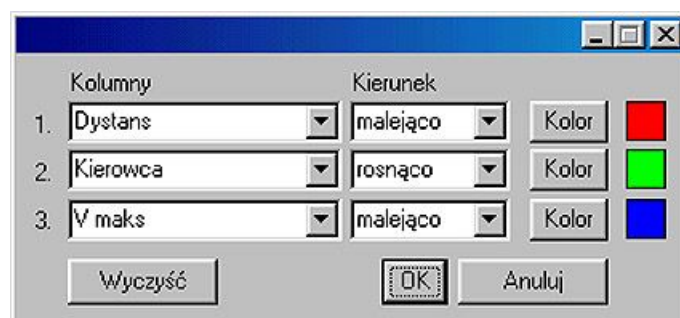 Kolumny Kierunek
1. Dystans malejąco Kolor
2. Kierowca rosnąco Kolor
3. V maks malejąco Kolor
Wyczyść OK Anuluj